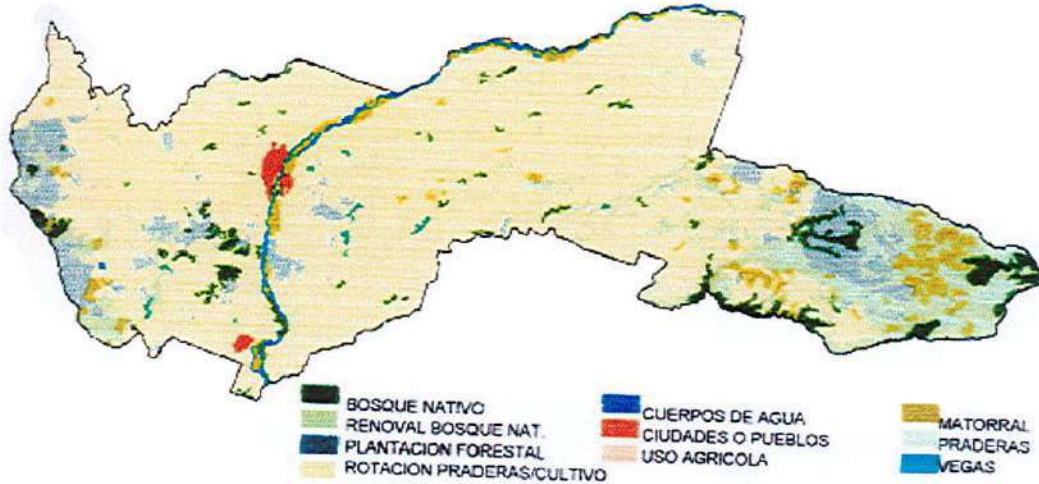 BOSQUE NATIVO
RENOVAL BOSQUE NAT.
PLANTACION FORESTAL
ROTACION PRADERAS/CULTIVO
CUERPOS DE AGUA
CIUDADES O PUEBLOS
USO AGRICOLA
MATORRAL
PRADERAS
VEGAS